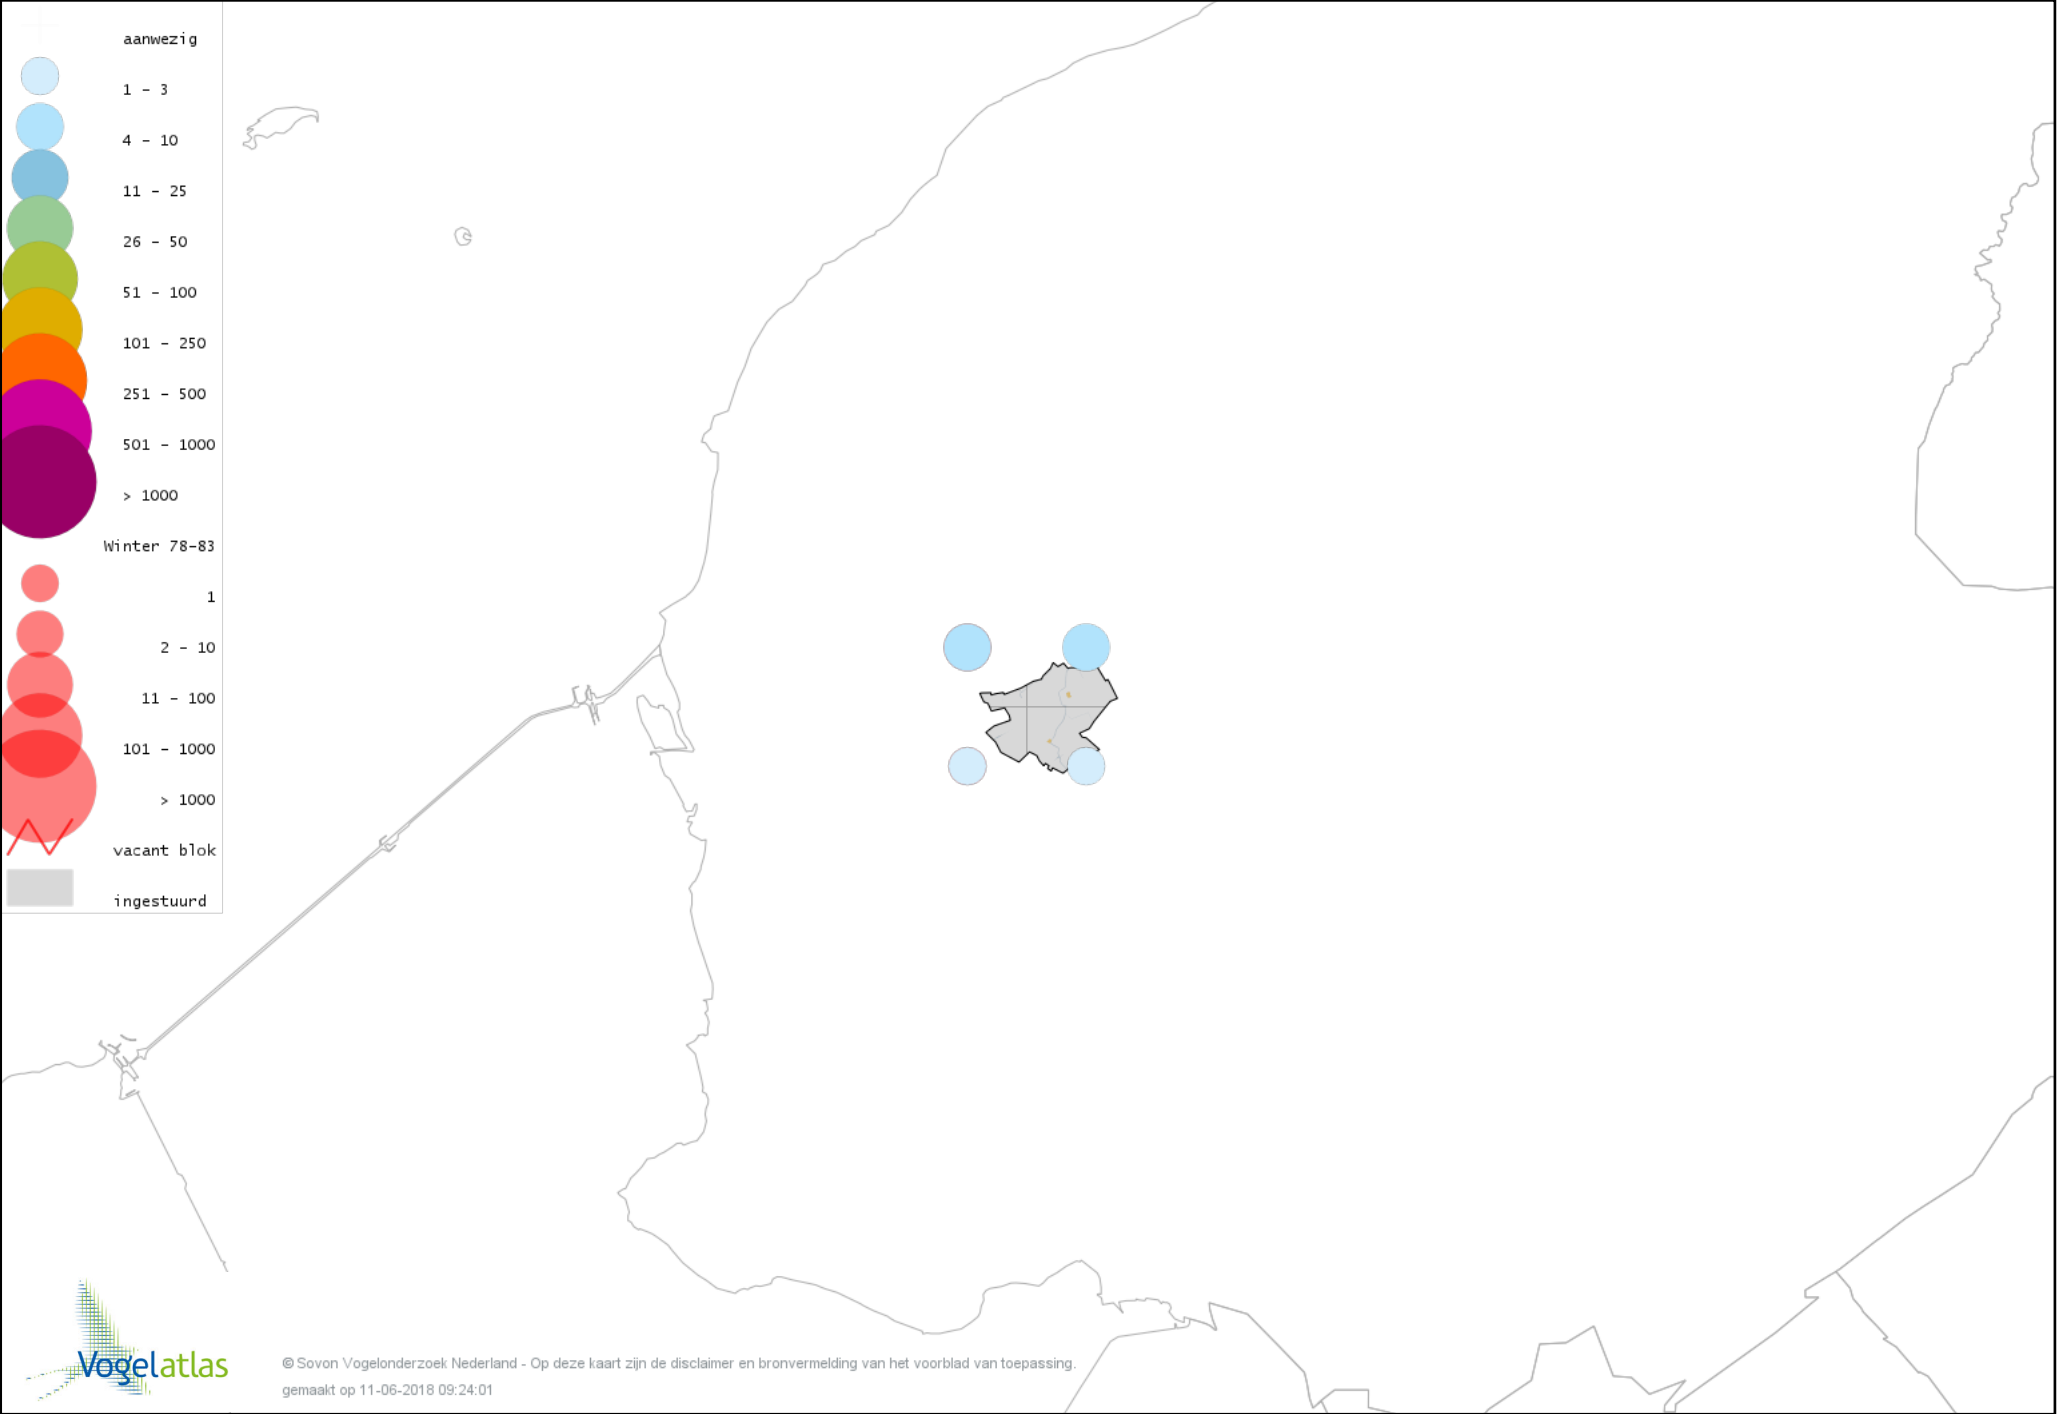 aanwezig
1 - 3
4 - 10
11 - 25
26 - 50
51 - 100
101 - 250
251 - 500
501 - 1000
> 1000
Winter 78-83
1
2 - 10
11 - 100
101 - 1000
> 1000
vacant blok
ingestuurd
Vogelatlas
© Sovon Vogelonderzoek Nederland - Op deze kaart zijn de disclaimer en bronvermelding van het voorblad van toepassing.
gemaakt op 11-06-2018 09:24:01